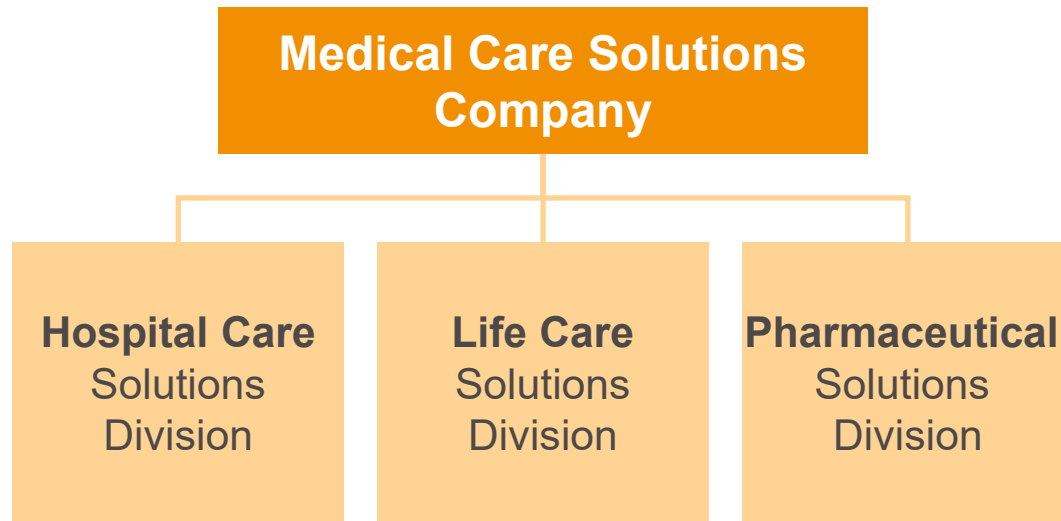 Medical Care Solutions
Company
Hospital Care
Solutions
Division
Life Care
Solutions
Division
Pharmaceutical
Solutions
Division